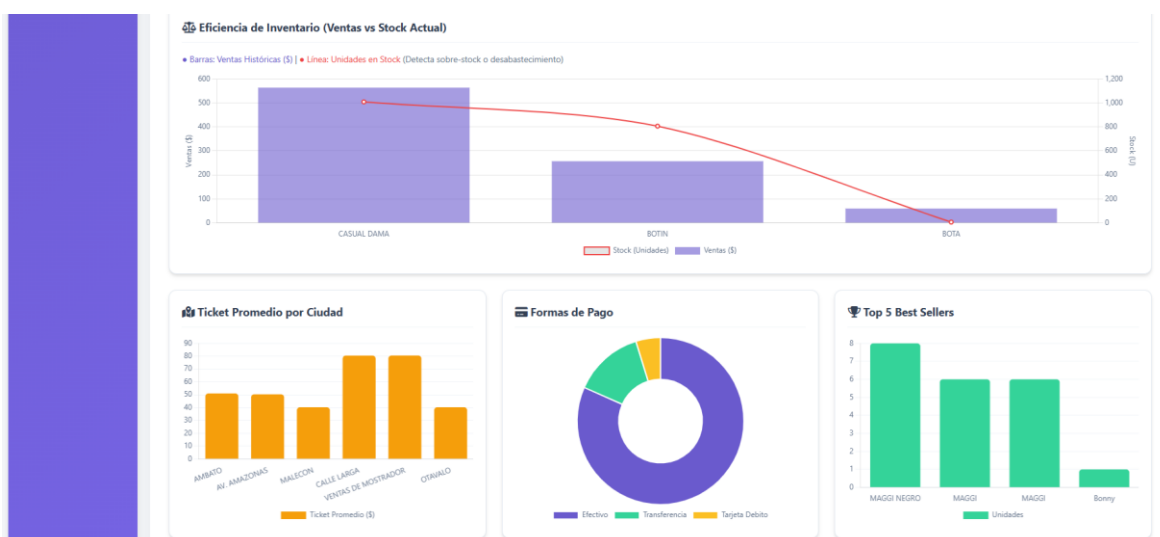 Eficiencia de Inventario (Ventas vs Stock Actual)
• Barras: Ventas Históricas ($) | • Línea: Unidades en Stock (Detecta sobre-stock o desabastecimiento)
600 1,200
500 1,000
400 800
300 600
200 400
100 200
0 0
Ventas ($)
Stock (U)
CASUAL DAMA BOTIN BOTA
Stock (Unidades) Ventas ($)
Ticket Promedio por Ciudad
90
80
70
60
50
40
30
20
10
0
AMBATO AV. AMAZONAS MALECON CALLE LARGA VENTAS DE MOSTRADOR OTAVALO
Ticket Promedio ($)
Formas de Pago
Efectivo Transferencia Tarjeta Debito
Top 5 Best Sellers
8
7
6
5
4
3
2
1
0
MAGGI NEGRO MAGGI MAGGI Bonny
Unidades